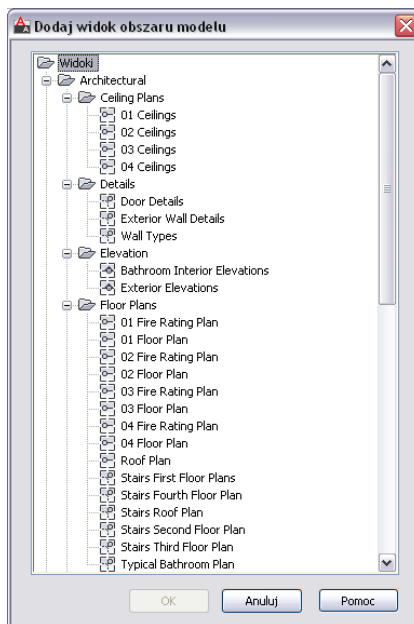 Dodaj widok obszaru modelu
Widoki
Architectural
Ceiling Plans
01 Ceilings
02 Ceilings
03 Ceilings
04 Ceilings
Details
Door Details
Exterior Wall Details
Wall Types
Elevation
Bathroom Interior Elevations
Exterior Elevations
Floor Plans
01 Fire Rating Plan
01 Floor Plan
02 Fire Rating Plan
02 Floor Plan
03 Fire Rating Plan
03 Floor Plan
04 Fire Rating Plan
04 Floor Plan
Roof Plan
Stairs First Floor Plans
Stairs Fourth Floor Plan
Stairs Roof Plan
Stairs Second Floor Plan
Stairs Third Floor Plan
Typical Bathroom Plan
OK Anuluj Pomoc